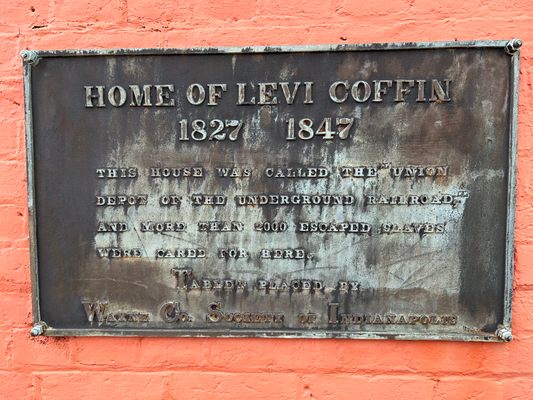 HOME OF LEVI COFFIN
1827 1847
THIS HOUSE WAS CALLED THE "UNION
DEPOT OF THE UNDERGROUND RAILROAD,"
AND MORE THAN 2000 ESCAPED SLAVES
WERE CARED FOR HERE.
TABLET PLACED BY
WAYNE CO. SOCIETY OF INDIANAPOLIS